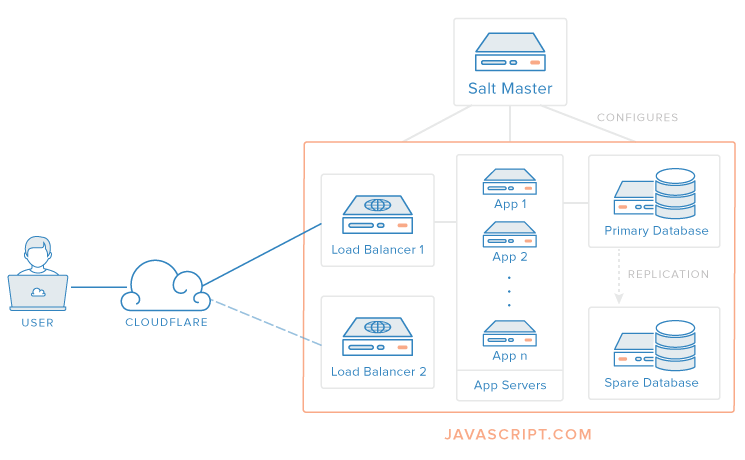 Salt Master
CONFIGURES
App 1
Load Balancer 1
Primary Database
App 2
REPLICATION
USER
CLOUDFLARE
App n
Load Balancer 2
App Servers
Spare Database
JAVASCRIPT.COM